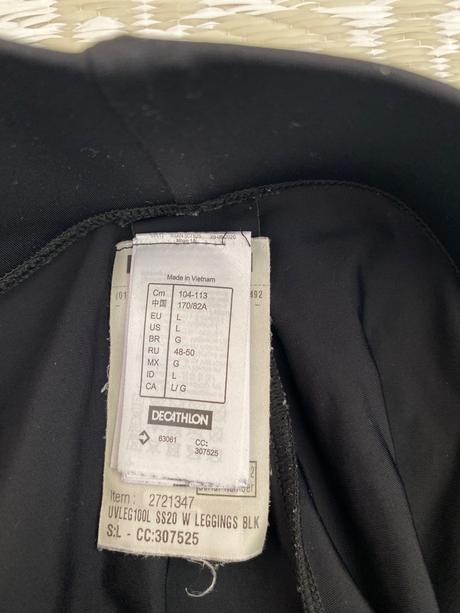 Made in Vietnam
Cm 104-113
中国 170/82A
EU L
US L
BR G
RU 48-50
MX G
ID L
CA L/ G
DECATHLON
63061 CC:
307525
Item: 2721347
UVLEG100L SS20 W LEGGINGS BLK
S:L - CC:307525